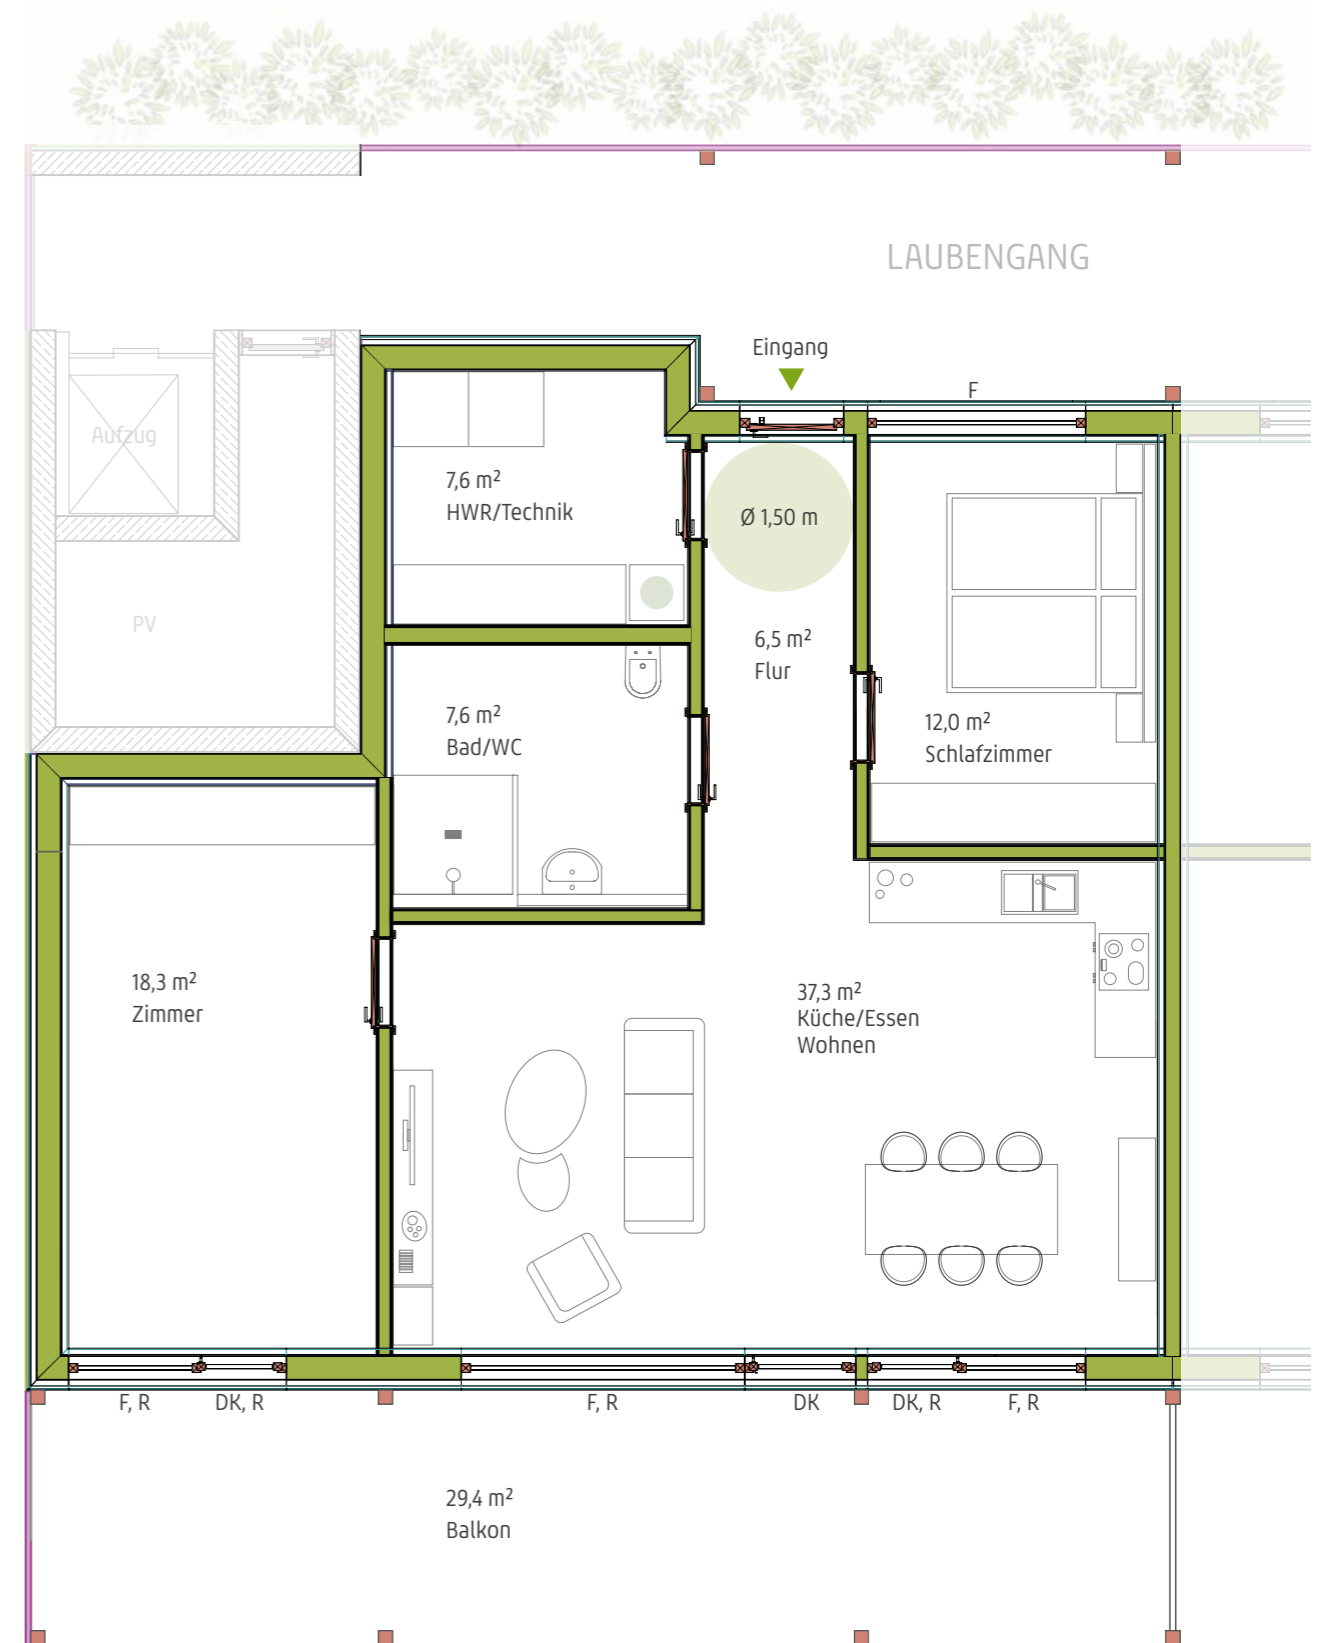 LAUBENGANG
Eingang
F
Aufzug
7,6 m²
HWR/Technik
Ø 1,50 m
PV
6,5 m²
Flur
7,6 m²
Bad/WC
12,0 m²
Schlafzimmer
18,3 m²
Zimmer
37,3 m²
Küche/Essen
Wohnen
F, R DK, R F, R DK DK, R F, R
29,4 m²
Balkon